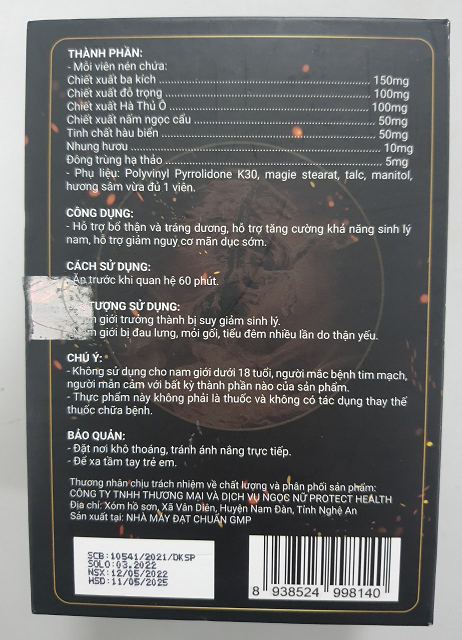 THÀNH PHẦN:
- Mỗi viên nén chứa:
Chiết xuất ba kích ........................................ 150mg
Chiết xuất đỗ trọng ........................................ 100mg
Chiết xuất Hà Thủ Ô ........................................ 100mg
Chiết xuất nấm ngọc cẩu ........................................ 50mg
Tinh chất hàu biển ........................................ 50mg
Nhung hươu ........................................ 10mg
Đông trùng hạ thảo ........................................ 5mg
- Phụ liệu: Polyvinyl Pyrrolidone K30, magie stearat, talc, manitol,
hương sâm vừa đủ 1 viên.
CÔNG DỤNG:
- Hỗ trợ bổ thận và tráng dương, hỗ trợ tăng cường khả năng sinh lý
nam, hỗ trợ giảm nguy cơ mãn dục sớm.
CÁCH SỬ DỤNG:
- Ăn trước khi quan hệ 60 phút.
TƯỢNG SỬ DỤNG:
giới trưởng thành bị suy giảm sinh lý.
giới bị đau lưng, mỏi gối, tiểu đêm nhiều lần do thận yếu.
CHÚ Ý:
- Không sử dụng cho nam giới dưới 18 tuổi, người mắc bệnh tim mạch,
người mẫn cảm với bất kỳ thành phần nào của sản phẩm.
- Thực phẩm này không phải là thuốc và không có tác dụng thay thế
thuốc chữa bệnh.
BẢO QUẢN:
- Đặt nơi khô thoáng, tránh ánh nắng trực tiếp.
- Để xa tầm tay trẻ em.
Thương nhân chịu trách nhiệm về chất lượng và phân phối sản phẩm:
CÔNG TY TNHH THƯƠNG MẠI VÀ DỊCH VỤ NGỌC NỮ PROTECT HEALTH
Địa chỉ: Xóm hồ sơn, Xã Vân Diên, Huyện Nam Đàn, Tỉnh Nghệ An
Sản xuất tại: NHÀ MÁY ĐẠT CHUẨN GMP
SCB:10541/2021/DKSP
SOLO:03.2022
NSX:12/05/2022
HSD:11/05/2025
8 938524 998140